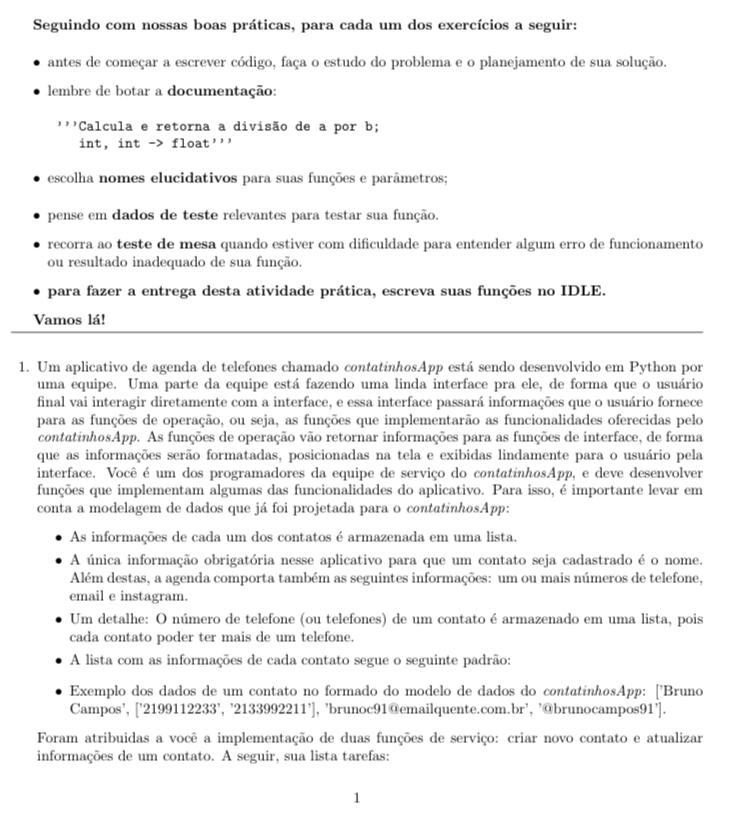 Seguindo com nossas boas práticas, para cada um dos exercícios a seguir:
• antes de começar a escrever código, faça o estudo do problema e o planejamento de sua solução.
• lembre de botar a documentação:
'''Calcula e retorna a divisão de a por b;
int, int -> float'''
• escolha nomes elucidativos para suas funções e parâmetros;
• pense em dados de teste relevantes para testar sua função.
• recorra ao teste de mesa quando estiver com dificuldade para entender algum erro de funcionamento
ou resultado inadequado de sua função.
• para fazer a entrega desta atividade prática, escreva suas funções no IDLE.
Vamos lá!
1. Um aplicativo de agenda de telefones chamado contatinhosApp está sendo desenvolvido em Python por
uma equipe. Uma parte da equipe está fazendo uma linda interface pra ele, de forma que o usuário
final vai interagir diretamente com a interface, e essa interface passará informações que o usuário fornece
para as funções de operação, ou seja, as funções que implementarão as funcionalidades oferecidas pelo
contatinhosApp. As funções de operação vão retornar informações para as funções de interface, de forma
que as informações serão formatadas, posicionadas na tela e exibidas lindamente para o usuário pela
interface. Você é um dos programadores da equipe de serviço do contatinhosApp, e deve desenvolver
funções que implementam algumas das funcionalidades do aplicativo. Para isso, é importante levar em
conta a modelagem de dados que já foi projetada para o contatinhosApp:
• As informações de cada um dos contatos é armazenada em uma lista.
• A única informação obrigatória nesse aplicativo para que um contato seja cadastrado é o nome.
Além destas, a agenda comporta também as seguintes informações: um ou mais números de telefone,
email e instagram.
• Um detalhe: O número de telefone (ou telefones) de um contato é armazenado em uma lista, pois
cada contato poder ter mais de um telefone.
• A lista com as informações de cada contato segue o seguinte padrão:
• Exemplo dos dados de um contato no formado do modelo de dados do contatinhosApp: ['Bruno
Campos', ['2199112233', '2133992211'], 'brunoc91@emailquente.com.br', '@brunocampos91'].
Foram atribuidas a você a implementação de duas funções de serviço: criar novo contato e atualizar
informações de um contato. A seguir, sua lista tarefas:
1